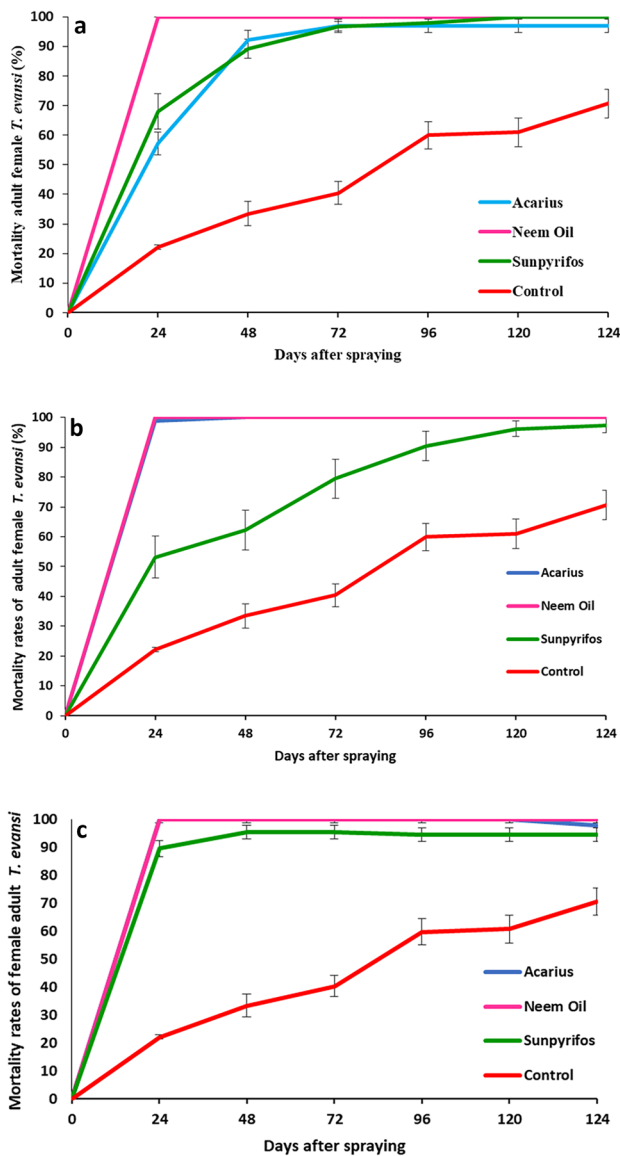 a
Mortality adult female T. evansi (%)
100
90
80
70
60
50
40
30
20
10
0
Acarius
Neem Oil
Sunpyrifos
Control
0 24 48 72 96 120 124
Days after spraying
b
Mortality rates of adult female T. evansi (%)
100
90
80
70
60
50
40
30
20
10
0
Acarius
Neem Oil
Sunpyrifos
Control
0 24 48 72 96 120 124
Days after spraying
c
Mortality rates of female adult T. evansi
100
90
80
70
60
50
40
30
20
10
0
Acarius
Neem Oil
Sunpyrifos
Control
0 24 48 72 96 120 124
Days after spraying